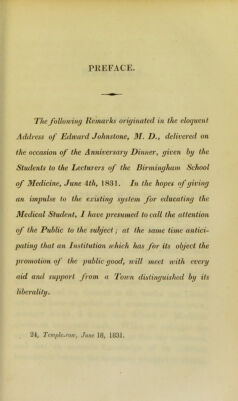 PREFACE.
The following Remarks originated in the eloquent
Address of Edward Johnstone, M. D., delivered on
the occasion of the Anniversary Dinner, given by the
Students to the Lecturers of the Birmingham School
of Medicine, June 4th, 1831. In the hopes of giving
an impulse to the existing system for educating the
Medical Student, I have presumed to call the attention
of the Public to the subject; at the same time antici-
pating that an Institution which has for its object the
promotion of the public good, will meet with every
aid and support from a Town distinguished by its
liberality.
24, Temple-row, June 18, 1831.